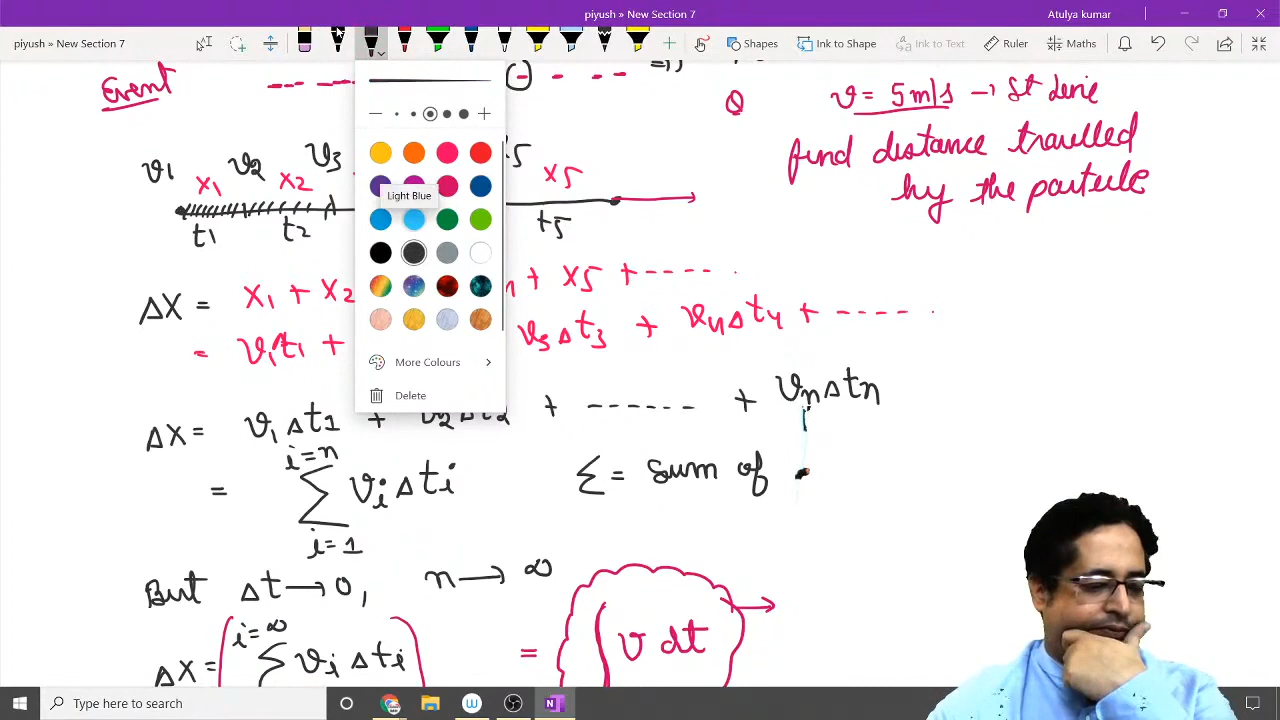 piyush » New Section 7
Atulya kumar
piyush » New Section 7
Shapes
Ink to Shape
Ink to Text
Ruler
Event
Q
v = 5 m/s → St line
find distance travelled
by the particle
v1 v2 v3
x1 x2 x5
t1 t2 t5
Light Blue
Δx = x1 + x2 + x5 + -----
= v1t1 + v3Δt3 + v4Δt4 + -----
More Colours
Delete
Δx = v1Δt1 + v2Δt2 + ------ + vnΔtn
i=n
= Σ viΔti Σ = sum of
i=1
But Δt → 0, n → ∞
i=∞
Δx = Σ vi Δti = ∫ v dt
Type here to search